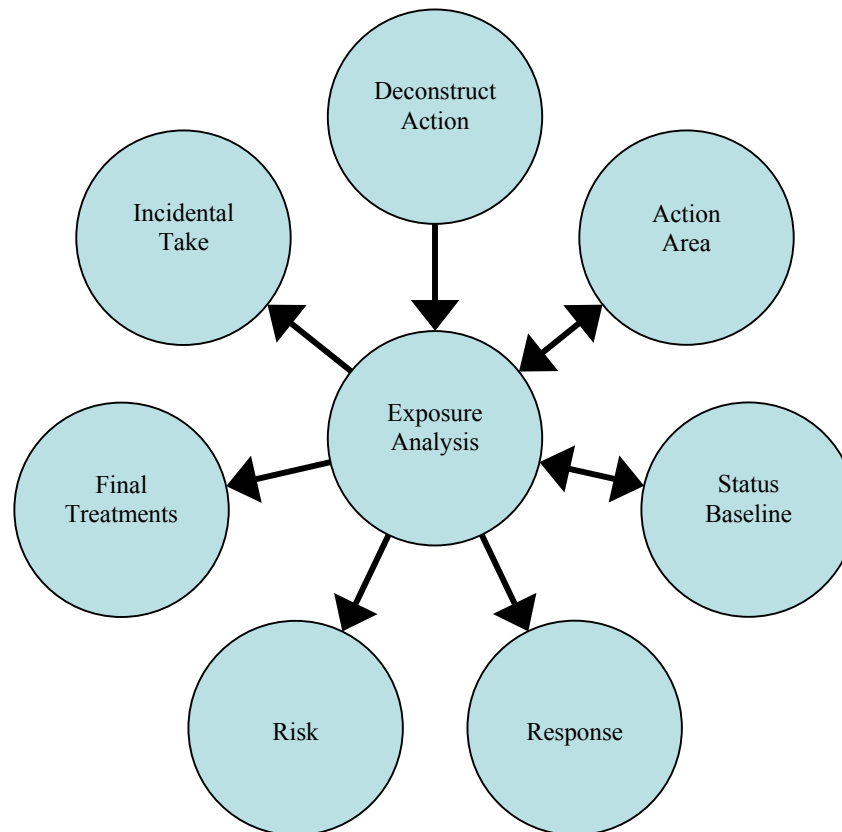 Deconstruct
Action
Incidental
Take
Action
Area
Exposure
Analysis
Final
Treatments
Status
Baseline
Risk
Response